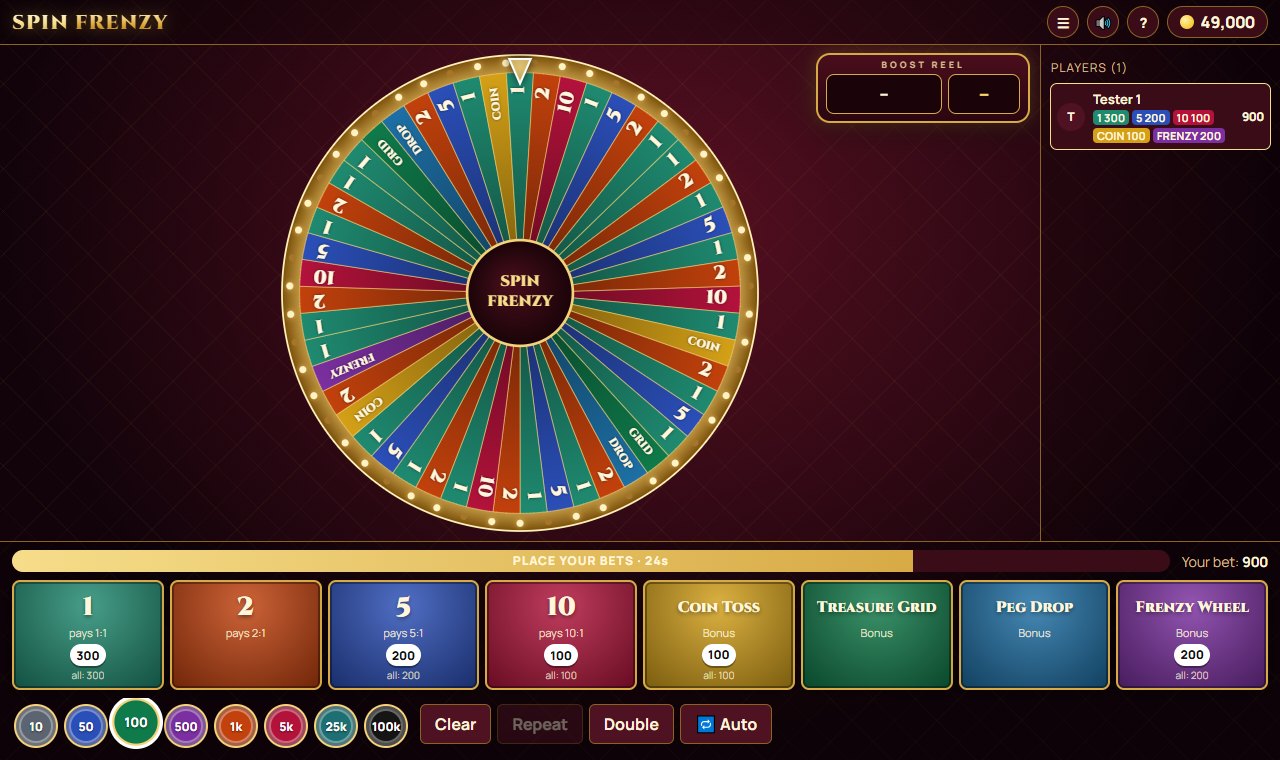 SPIN FRENZY
☰ ? 49,000
BOOST REEL
– –
PLAYERS (1)
T Tester 1
1 300 5 200 10 100 900
COIN 100 FRENZY 200
1
2
10
1
5
2
1
1
2
1
5
1
2
10
1
COIN
2
1
5
1
GRID
DROP
2
1
5
1
2
10
1
2
1
5
1
COIN
2
FRENZY
1
1
2
10
5
1
2
1
1
GRID
DROP
2
5
1
COIN
SPIN
FRENZY
PLACE YOUR BETS · 24s Your bet: 900
1 2 5 10 COIN TOSS TREASURE GRID PEG DROP FRENZY WHEEL
pays 1:1 pays 2:1 pays 5:1 pays 10:1 Bonus Bonus Bonus Bonus
300 200 100 100 200
all: 300 all: 200 all: 100 all: 100 all: 200
10 50 100 500 1k 5k 25k 100k Clear Repeat Double Auto